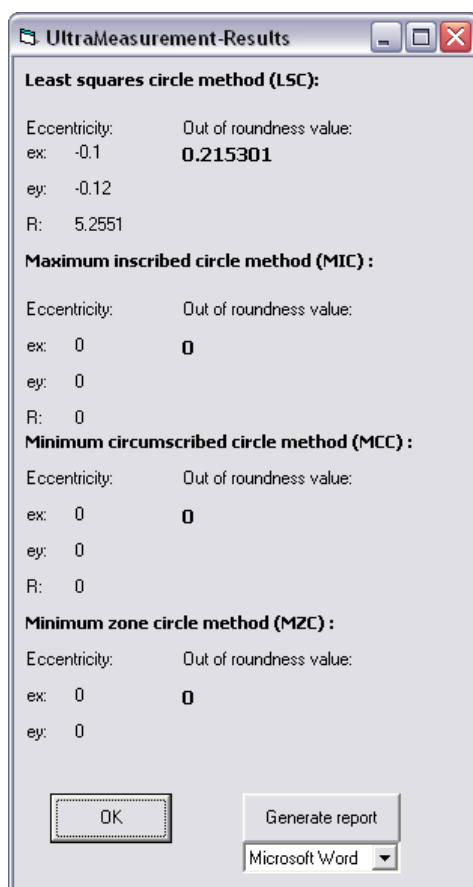 UltraMeasurement-Results
Least squares circle method (LSC):
Eccentricity: Out of roundness value:
ex: -0.1 0.215301
ey: -0.12
R: 5.2551
Maximum inscribed circle method (MIC) :
Eccentricity: Out of roundness value:
ex: 0 0
ey: 0
R: 0
Minimum circumscribed circle method (MCC) :
Eccentricity: Out of roundness value:
ex: 0 0
ey: 0
R: 0
Minimum zone circle method (MZC) :
Eccentricity: Out of roundness value:
ex: 0 0
ey: 0
OK Generate report
Microsoft Word